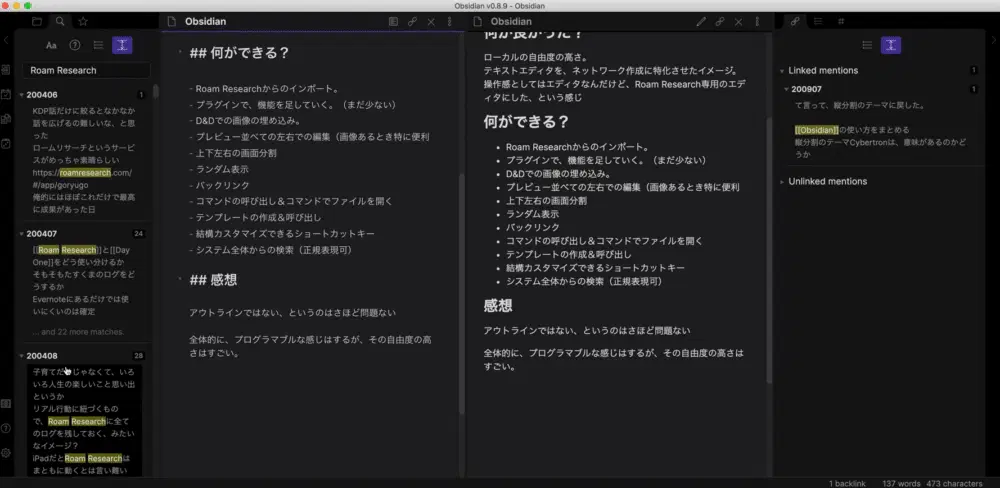 Obsidian v0.8.9 - Obsidian
Aa
Roam Research
200406
1
KDP話だけに絞るとなかなか
話を広げるの難しいな、と思
った
ロームリサーチというサービ
スがめっちゃ素晴らしい
https://roamresearch.com/
#/app/goryugo
俺的にはほぼこれだけで最高
に成果があった日
200407
24
[[Roam Research]]と[[Day
One]]をどう使い分けるか
そもそもたすくまのログをど
うするか
Evernoteにあるだけでは使
いにくいのは確定
... and 22 more matches.
200408
28
子育てだ じゃなくて、いろ
いろ人生の楽しいこと思い出
というか
リアル行動に紐づくもの
で、Roam Researchに全て
のログを残しておく、みたい
なイメージ？
iPadだとRoam Researchは
まともに動くとは言い難い
Obsidian
## 何ができる？
- Roam Researchからのインポート。
- プラグインで、機能を足していく。（まだ少ない）
- D&Dでの画像の埋め込み。
- プレビュー並べての左右での編集（画像あるとき特に便利
- 上下左右の画面分割
- ランダム表示
- バックリンク
- コマンドの呼び出し＆コマンドでファイルを開く
- テンプレートの作成＆呼び出し
- 結構カスタマイズできるショートカットキー
- システム全体からの検索（正規表現可）
## 感想
アウトラインではない、というのはさほど問題ない
全体的に、プログラマブルな感じはするが、その自由度の高
さはすごい。
Obsidian
何が良かった？
ローカルの自由度の高さ。
テキストエディタを、ネットワーク作成に特化させたイメージ。
操作感としてはエディタなんだけど、Roam Research専用のエデ
ィタにした、という感じ
何ができる？
• Roam Researchからのインポート。
• プラグインで、機能を足していく。（まだ少ない）
• D&Dでの画像の埋め込み。
• プレビュー並べての左右での編集（画像あるとき特に便利
• 上下左右の画面分割
• ランダム表示
• バックリンク
• コマンドの呼び出し＆コマンドでファイルを開く
• テンプレートの作成＆呼び出し
• 結構カスタマイズできるショートカットキー
• システム全体からの検索（正規表現可）
感想
アウトラインではない、というのはさほど問題ない
全体的に、プログラマブルな感じはするが、その自由度の高さは
すごい。
#
Linked mentions
1
200907
1
て言って、縦分割のテーマに戻した。
[[Obsidian]]の使い方をまとめる
縦分割のテーマCybertronは、意味があるのかど
うか
Unlinked mentions
1 backlink
137 words
473 characters